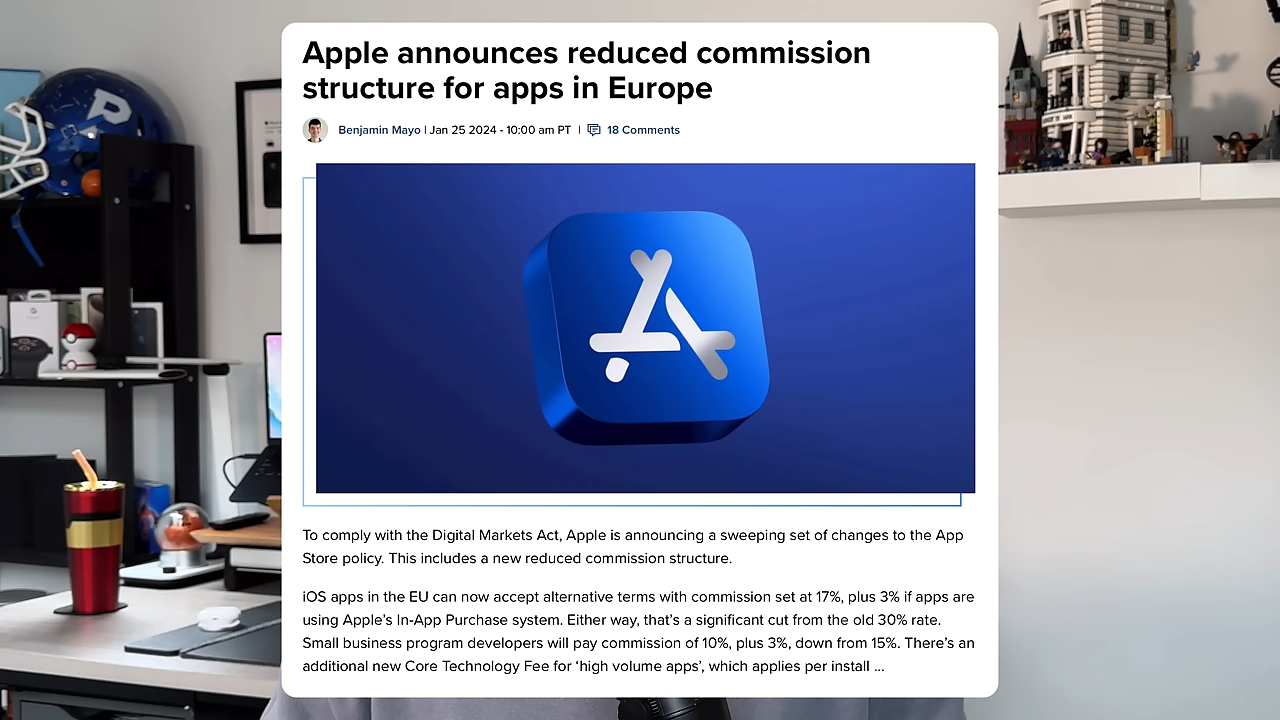 Apple announces reduced commission
structure for apps in Europe
Benjamin Mayo | Jan 25 2024 - 10:00 am PT | 18 Comments
To comply with the Digital Markets Act, Apple is announcing a sweeping set of changes to the App
Store policy. This includes a new reduced commission structure.
iOS apps in the EU can now accept alternative terms with commission set at 17%, plus 3% if apps are
using Apple’s In-App Purchase system. Either way, that’s a significant cut from the old 30% rate.
Small business program developers will pay commission of 10%, plus 3%, down from 15%. There’s an
additional new Core Technology Fee for ‘high volume apps’, which applies per install ...